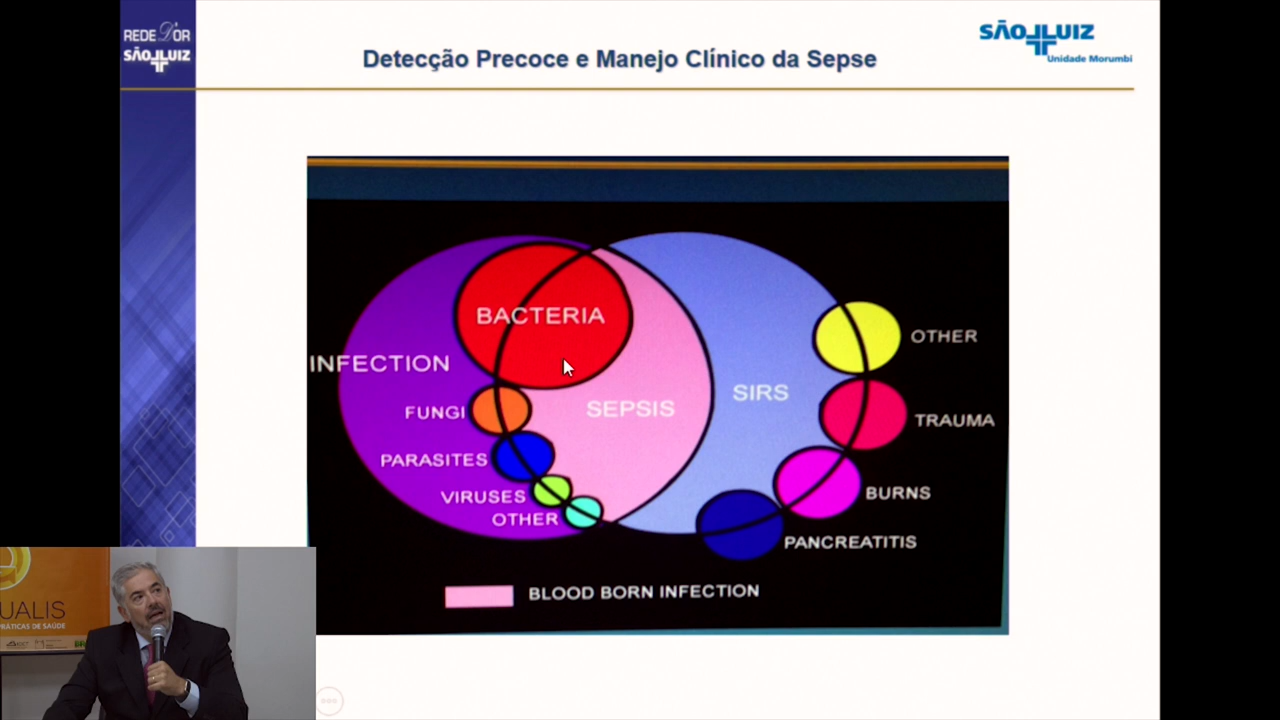 REDE D'OR
SÃO LUIZ
SÃO LUIZ
Unidade Morumbi
Detecção Precoce e Manejo Clínico da Sepse
BACTERIA
INFECTION
OTHER
SIRS
SEPSIS
FUNGI
TRAUMA
PARASITES
VIRUSES
BURNS
OTHER
PANCREATITIS
BLOOD BORN INFECTION
UALIS
PRÁTICAS DE SAÚDE